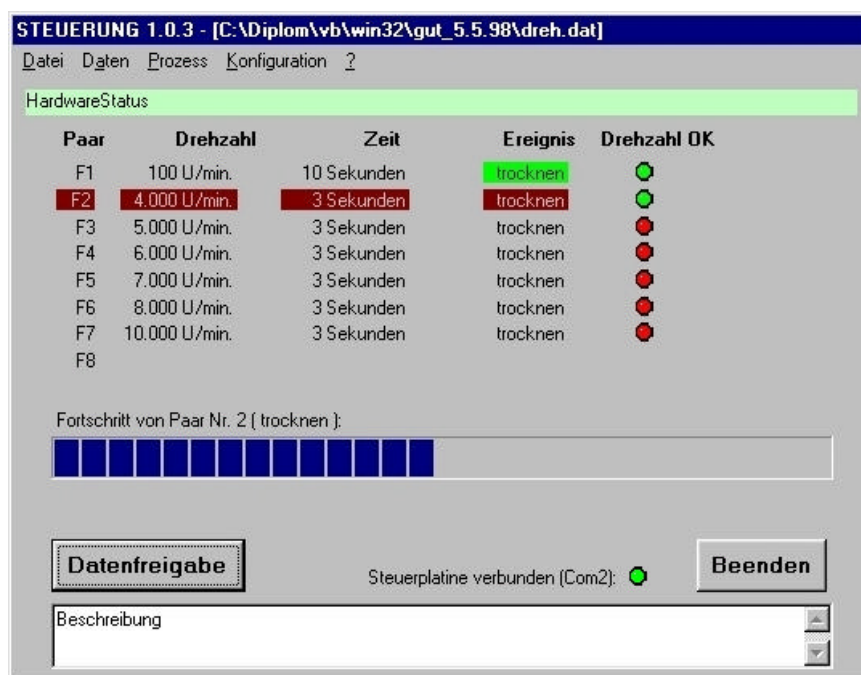 STEUERUNG 1.0.3 - [C:\Diplom\vb\win32\gut_5.5.98\dreh.dat]
Datei Daten Prozess Konfiguration ?
HardwareStatus
Paar Drehzahl Zeit Ereignis Drehzahl OK
F1 100 U/min. 10 Sekunden trocknen
F2 4.000 U/min. 3 Sekunden trocknen
F3 5.000 U/min. 3 Sekunden trocknen
F4 6.000 U/min. 3 Sekunden trocknen
F5 7.000 U/min. 3 Sekunden trocknen
F6 8.000 U/min. 3 Sekunden trocknen
F7 10.000 U/min. 3 Sekunden trocknen
F8
Fortschritt von Paar Nr. 2 ( trocknen ):
Datenfreigabe
Steuerplatine verbunden (Com2):
Beenden
Beschreibung